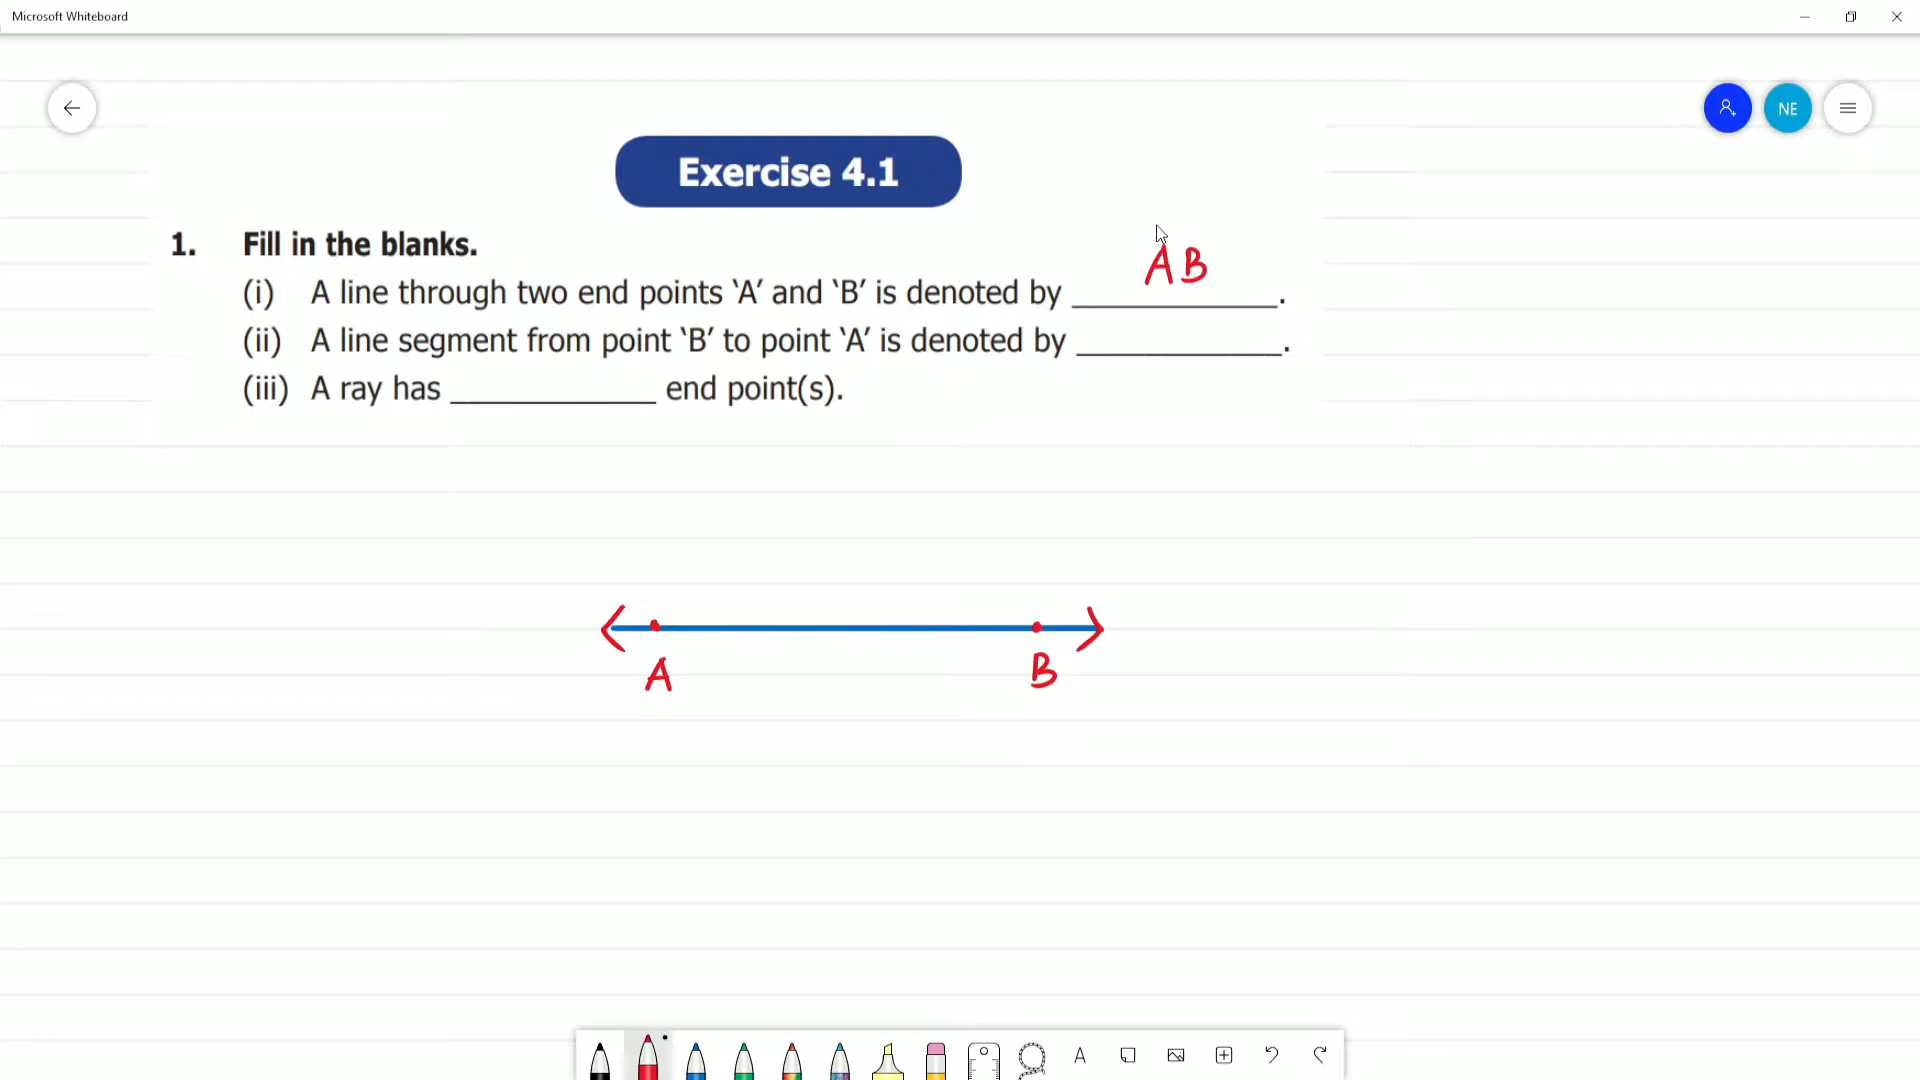 Microsoft Whiteboard
NE
Exercise 4.1
1. Fill in the blanks.
AB
(i) A line through two end points ‘A’ and ‘B’ is denoted by ____________.
(ii) A line segment from point ‘B’ to point ‘A’ is denoted by ____________.
(iii) A ray has ____________ end point(s).
A B
A